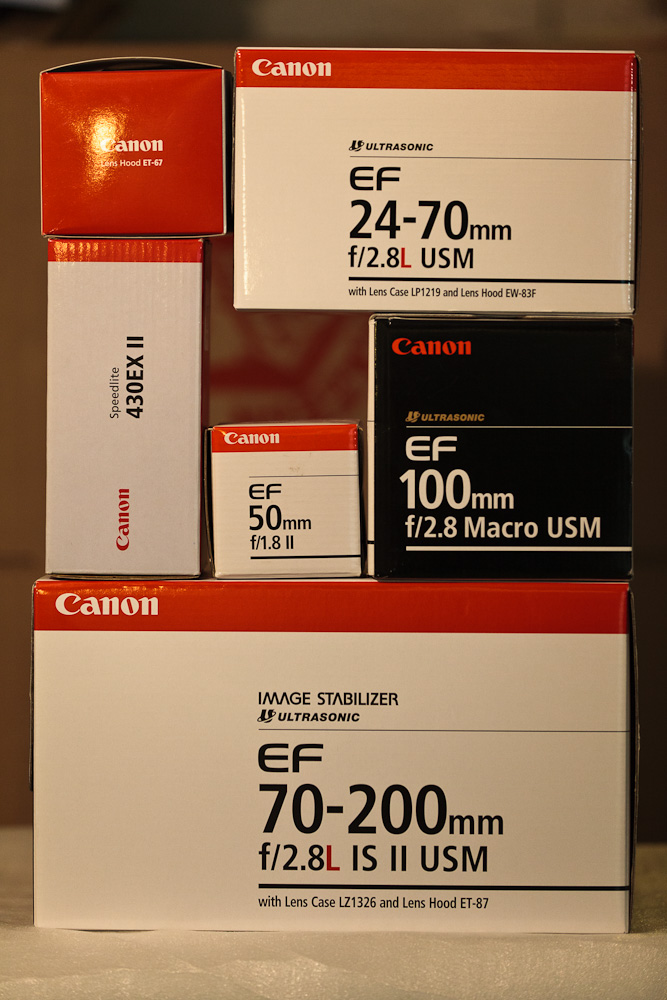 Canon
Lens Hood ET-67
Canon
ULTRASONIC
EF
24-70mm
f/2.8L USM
with Lens Case LP1219 and Lens Hood EW-83F
Speedlite
430EX II
Canon
Canon
EF
50mm
f/1.8 II
Canon
ULTRASONIC
EF
100mm
f/2.8 Macro USM
Canon
IMAGE STABILIZER
ULTRASONIC
EF
70-200mm
f/2.8L IS II USM
with Lens Case LZ1326 and Lens Hood ET-87